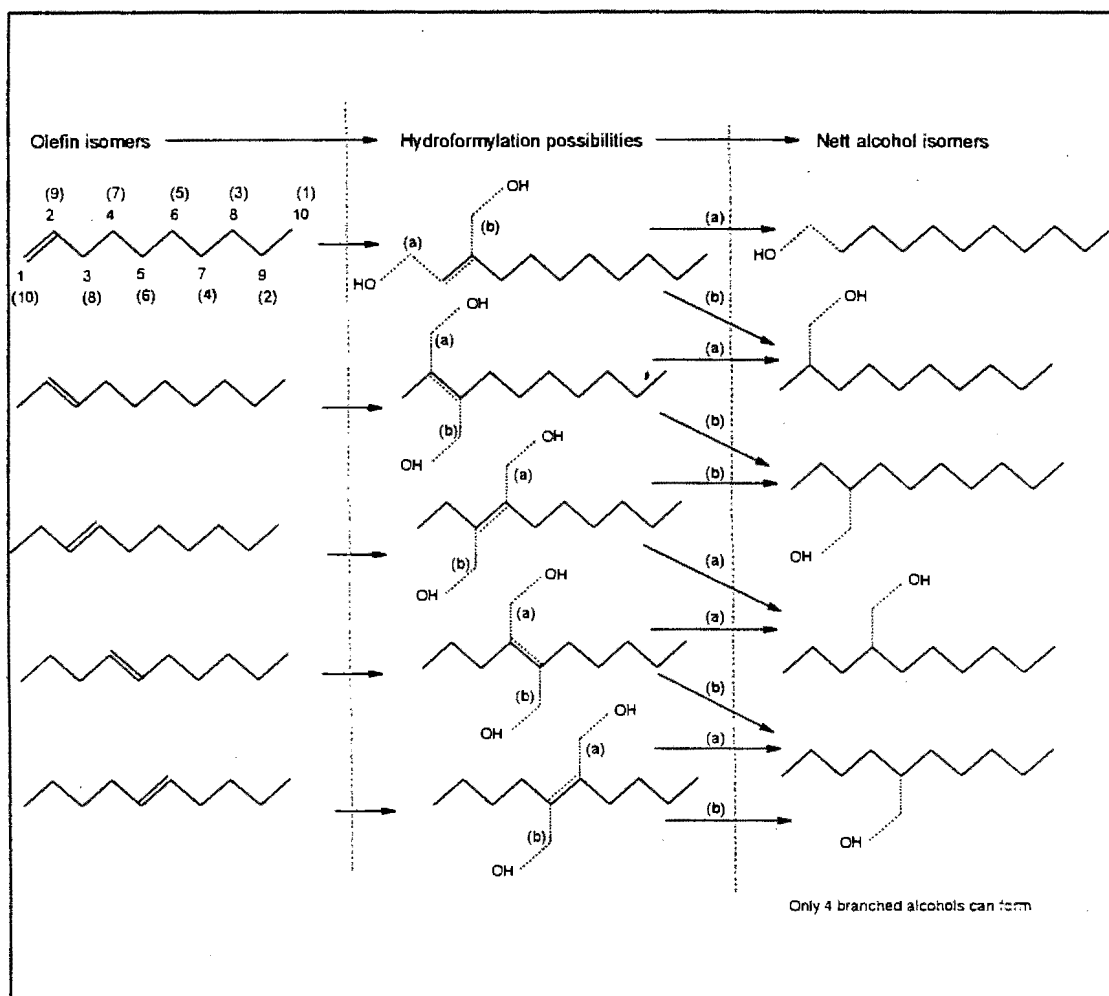 Olefin isomers
Hydroformylation possibilities
Nett alcohol isomers
(9) (7) (5) (3) (1)
2 4 6 8 10
1 3 5 7 9
(10) (8) (6) (4) (2)
OH
(a)
(b)
HO
(a)
HO
(b)
OH
OH
(a)
(a)
(b)
(b)
OH
OH
(a)
(b)
OH
(b)
OH
(a)
OH
(b)
OH
(a)
(a)
OH
(b)
OH
(b)
OH
(a)
(a)
(b)
OH
(b)
OH
Only 4 branched alcohols can form